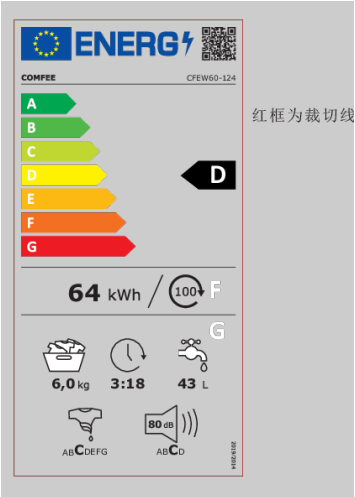 ENERG
COMFEE CFEW60-124
红框为裁切线
A
B
C
D
D
E
F
G
64 kWh / 100 F
G
6,0 kg 3:18 43 L
80 dB
ABCDEFG ABCD
2019/2014